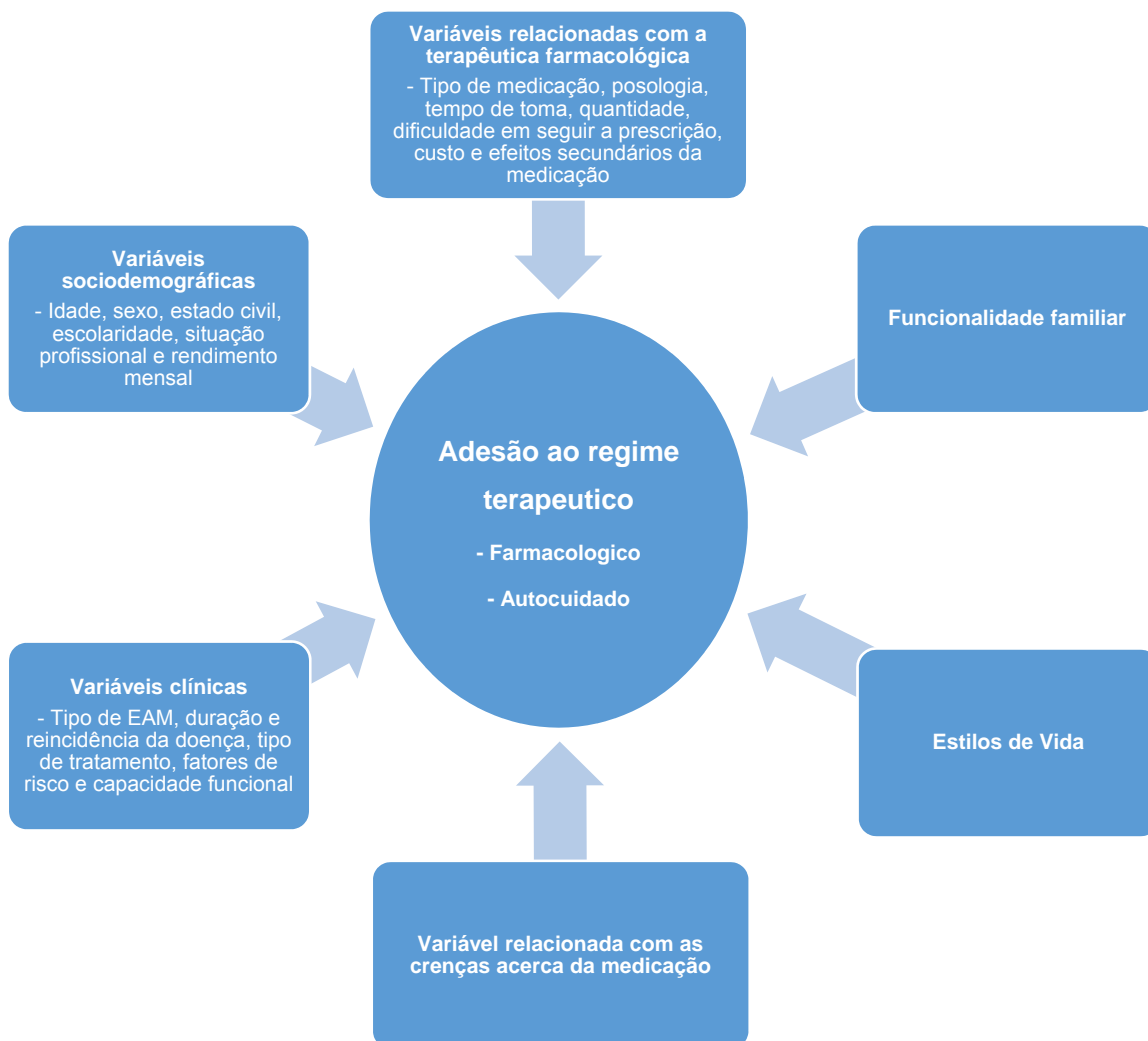 Variáveis relacionadas com a
terapêutica farmacológica
- Tipo de medicação, posologia,
tempo de toma, quantidade,
dificuldade em seguir a prescrição,
custo e efeitos secundários da
medicação
Variáveis
sociodemográficas
- Idade, sexo, estado civil,
escolaridade, situação
profissional e rendimento
mensal
Funcionalidade familiar
Adesão ao regime
terapeutico
- Farmacologico
- Autocuidado
Variáveis clínicas
- Tipo de EAM, duração e
reincidência da doença, tipo
de tratamento, fatores de
risco e capacidade funcional
Estilos de Vida
Variável relacionada com as
crenças acerca da medicação